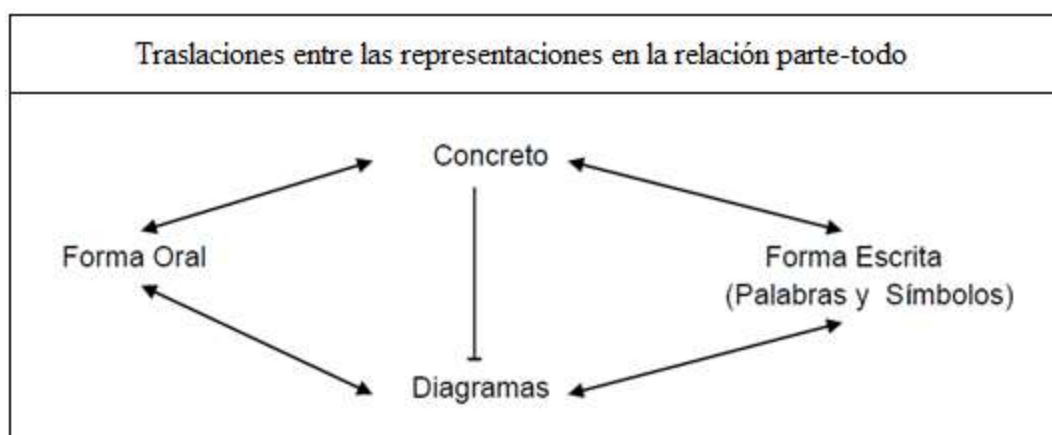 Traslaciones entre las representaciones en la relación parte-todo
Concreto
Forma Oral
Forma Escrita
(Palabras y Símbolos)
Diagramas